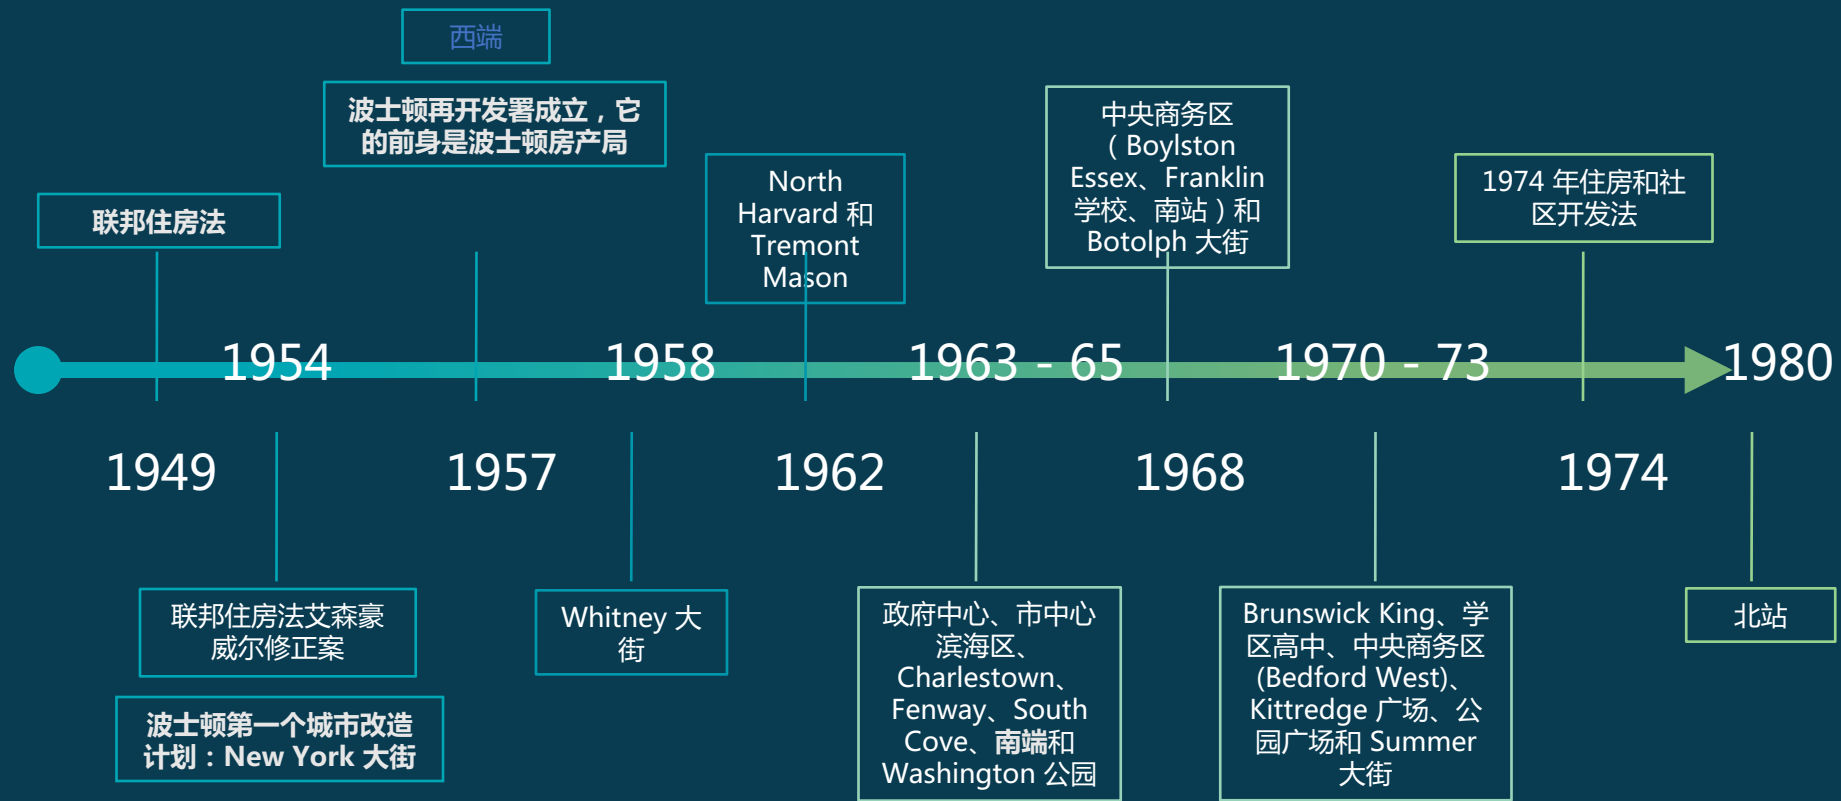 西端
波士顿再开发署成立，它
的前身是波士顿房产局
联邦住房法
North
Harvard 和
Tremont
Mason
中央商务区
（Boylston
Essex、Franklin
学校、南站）和
Botolph 大街
1974 年住房和社
区开发法
1954
1958
1963 - 65
1970 - 73
1980
1949
1957
1962
1968
1974
联邦住房法艾森豪
威尔修正案
波士顿第一个城市改造
计划：New York 大街
Whitney 大
街
政府中心、市中心
滨海区、
Charlestown、
Fenway、South
Cove、南端和
Washington 公园
Brunswick King、学
区高中、中央商务区
(Bedford West)、
Kittredge 广场、公
园广场和 Summer
大街
北站